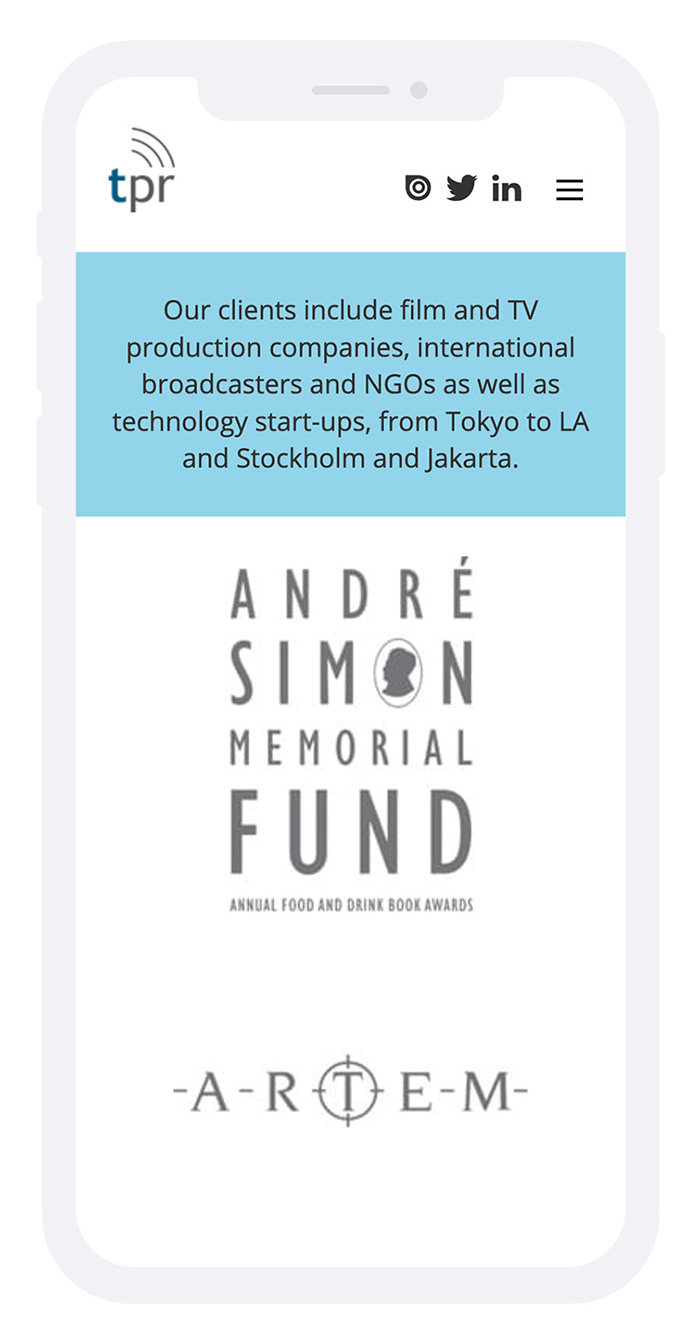 tpr
in
Our clients include film and TV
production companies, international
broadcasters and NGOs as well as
technology start-ups, from Tokyo to LA
and Stockholm and Jakarta.
ANDRÉ
SIMON
MEMORIAL
FUND
ANNUAL FOOD AND DRINK BOOK AWARDS
-A-R-T-E-M-